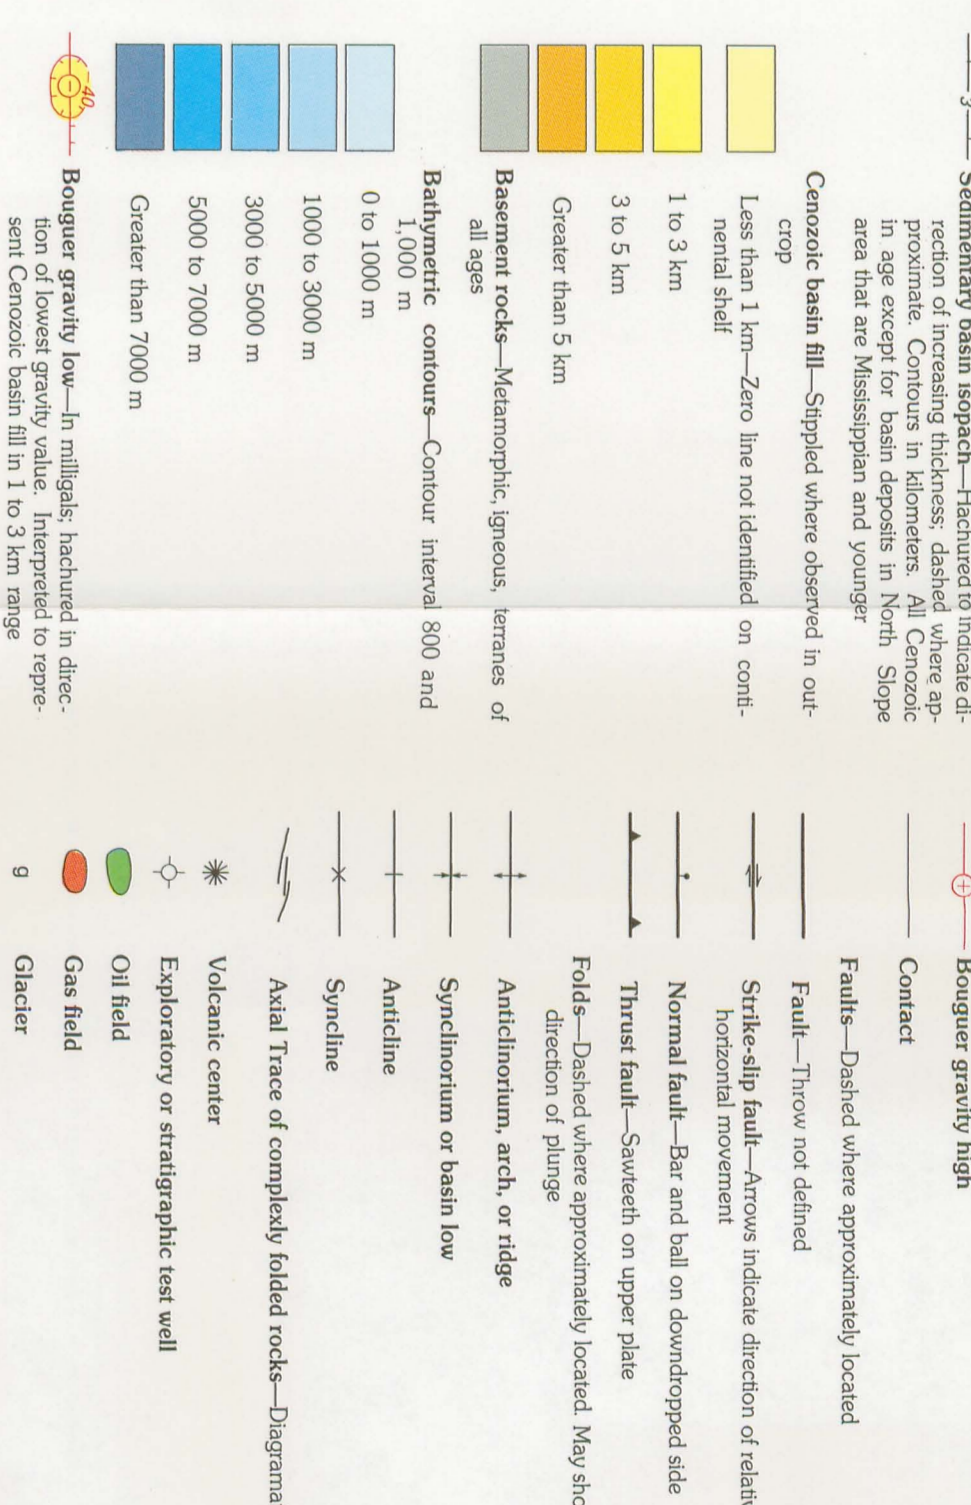 3
Sedimentary basin isopach—Hachured to indicate di-
rection of increasing thickness; dashed where ap-
proximate. Contours in kilometers. All Cenozoic
in age except for basin deposits in North Slope
area that are Mississippian and younger
Cenozoic basin fill—Stippled where observed in out-
crop
Less than 1 km—Zero line not identified on conti-
nental shelf
1 to 3 km
3 to 5 km
Greater than 5 km
Basement rocks—Metamorphic, igneous, terranes of
all ages
Bathymetric contours—Contour interval 800 and
1,000 m
0 to 1000 m
1000 to 3000 m
3000 to 5000 m
5000 to 7000 m
Greater than 7000 m
-40
Bouguer gravity low—In milligals; hachured in direc-
tion of lowest gravity value. Interpreted to repre-
sent Cenozoic basin fill in 1 to 3 km range
Bouguer gravity high
Contact
Faults—Dashed where approximately located
Fault—Throw not defined
Strike-slip fault—Arrows indicate direction of relativ
horizontal movement
Normal fault—Bar and ball on downdropped side
Thrust fault—Sawteeth on upper plate
Folds—Dashed where approximately located. May sho
direction of plunge
Anticlinorium, arch, or ridge
Synclinorium or basin low
Anticline
Syncline
Axial Trace of complexly folded rocks—Diagrama
Volcanic center
Exploratory or stratigraphic test well
Oil field
Gas field
g Glacier